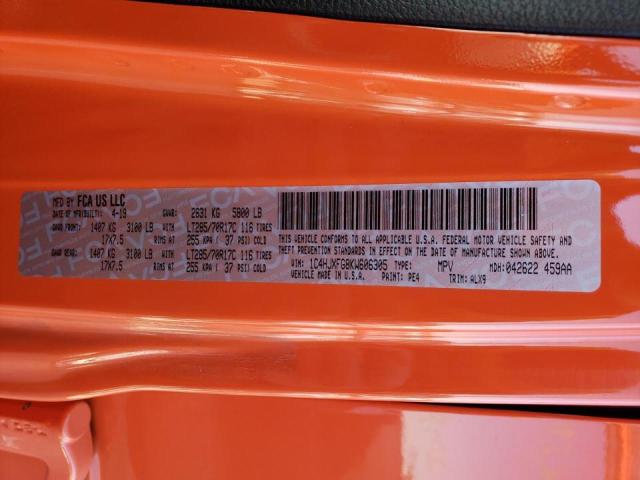 MFD BY FCA US LLC
DATE OF MFR(BUILT): 4-19 GVWR: 2631 KG 5800 LB
GAWR FRONT: 1407 KG 3100 LB WITH LT285/70R17C 116 TIRES
17X7.5 RIMS AT 255 KPA ( 37 PSI) COLD
GAWR REAR: 1407 KG 3100 LB WITH LT285/70R17C 116 TIRES
17X7.5 RIMS AT 255 KPA ( 37 PSI) COLD
THIS VEHICLE CONFORMS TO ALL APPLICABLE U.S.A. FEDERAL MOTOR VEHICLE SAFETY AND
THEFT PREVENTION STANDARDS IN EFFECT ON THE DATE OF MANUFACTURE SHOWN ABOVE.
VIN: 1C4HJXFG8KW606305 TYPE: MPV MDH: 042622 459AA
VEHICLE MADE IN U.S.A. PAINT: PE4 TRIM: ALX9